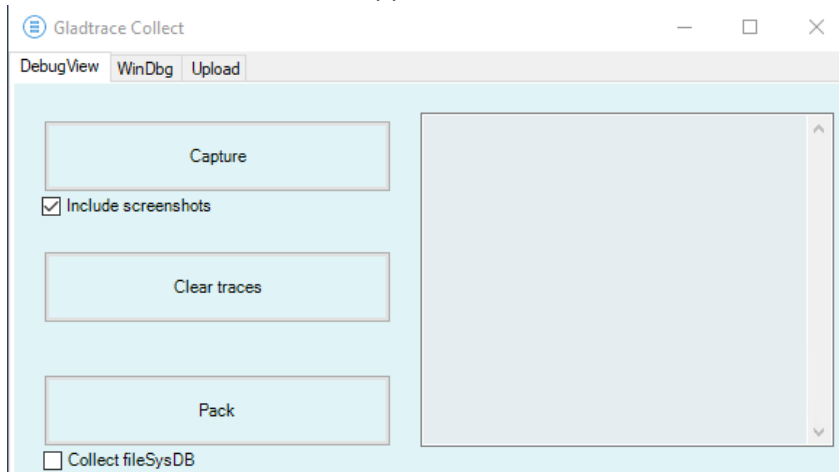 Gladtrace Collect
DebugView WinDbg Upload
Capture
Include screenshots
Clear traces
Pack
Collect fileSysDB